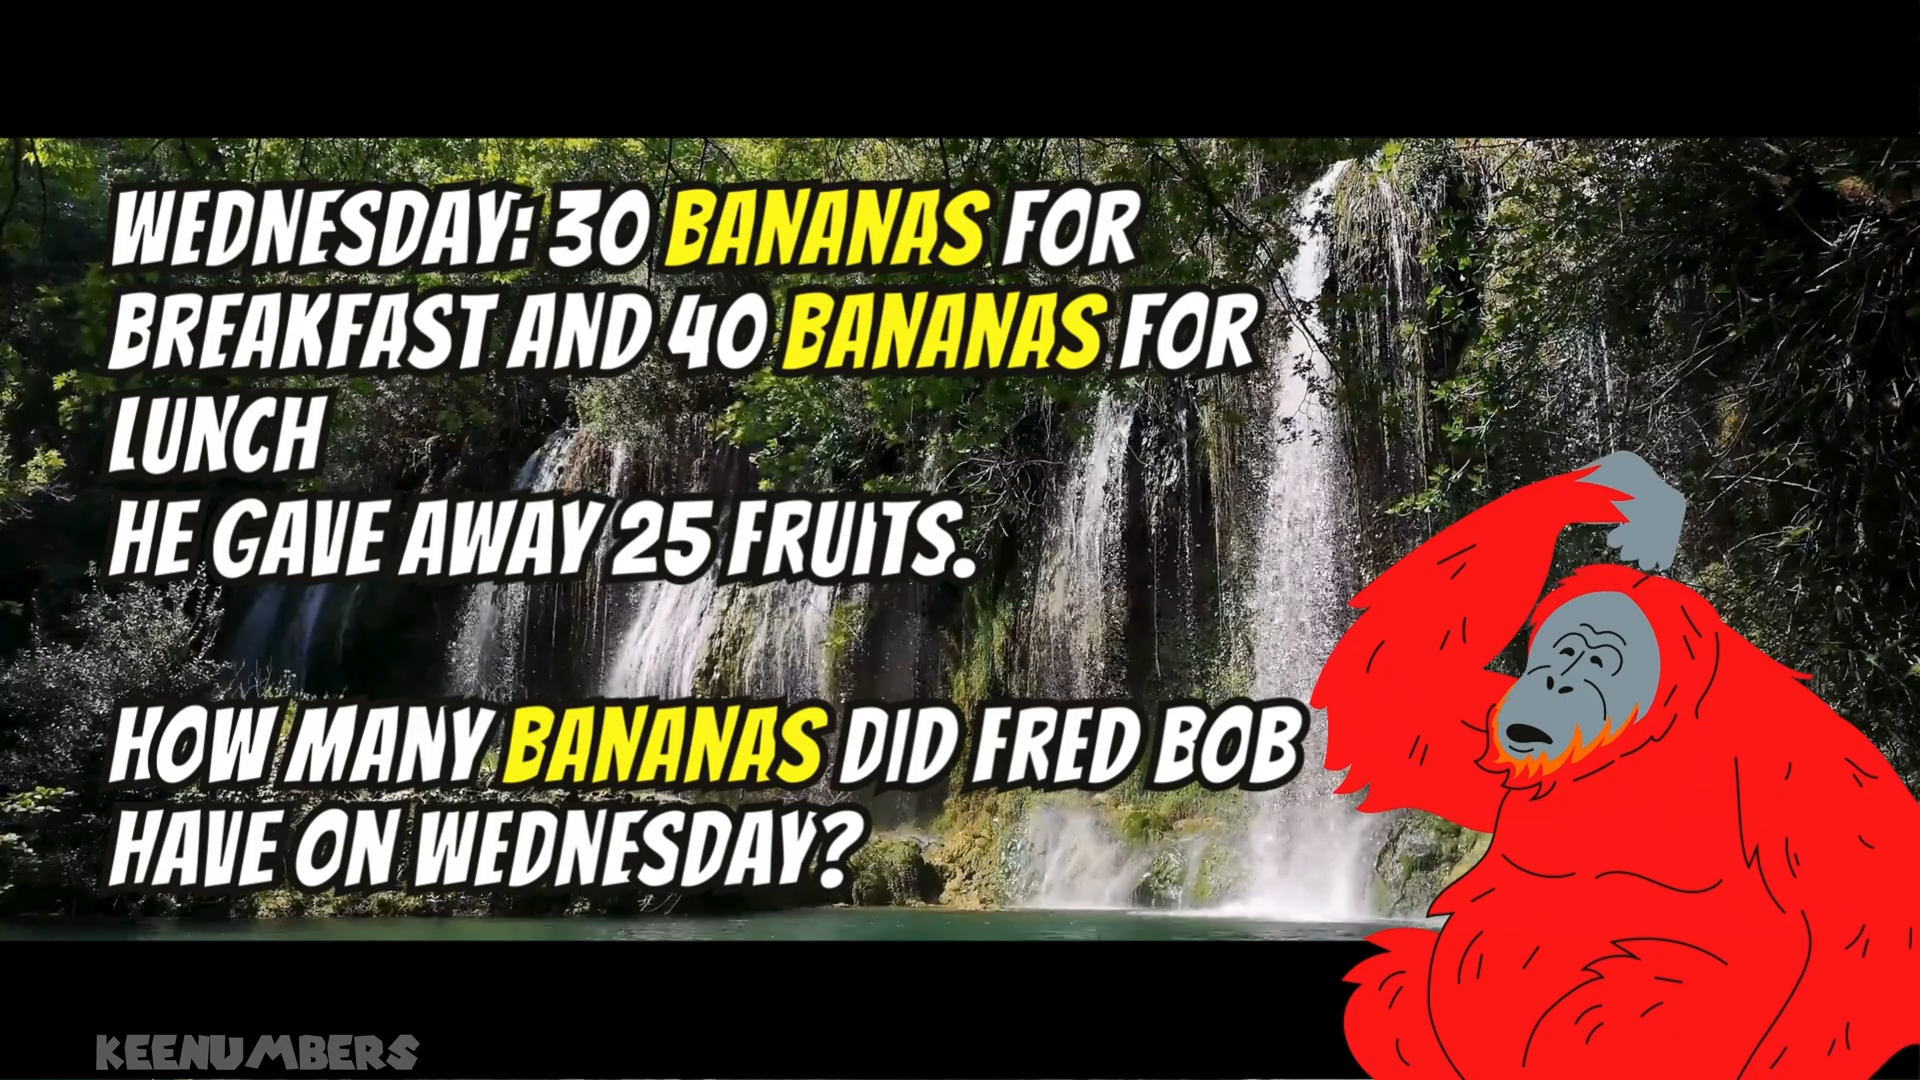 WEDNESDAY: 30 BANANAS FOR
BREAKFAST AND 40 BANANAS FOR
LUNCH
HE GAVE AWAY 25 FRUITS.
HOW MANY BANANAS DID FRED BOB
HAVE ON WEDNESDAY?
KEENUMBERS